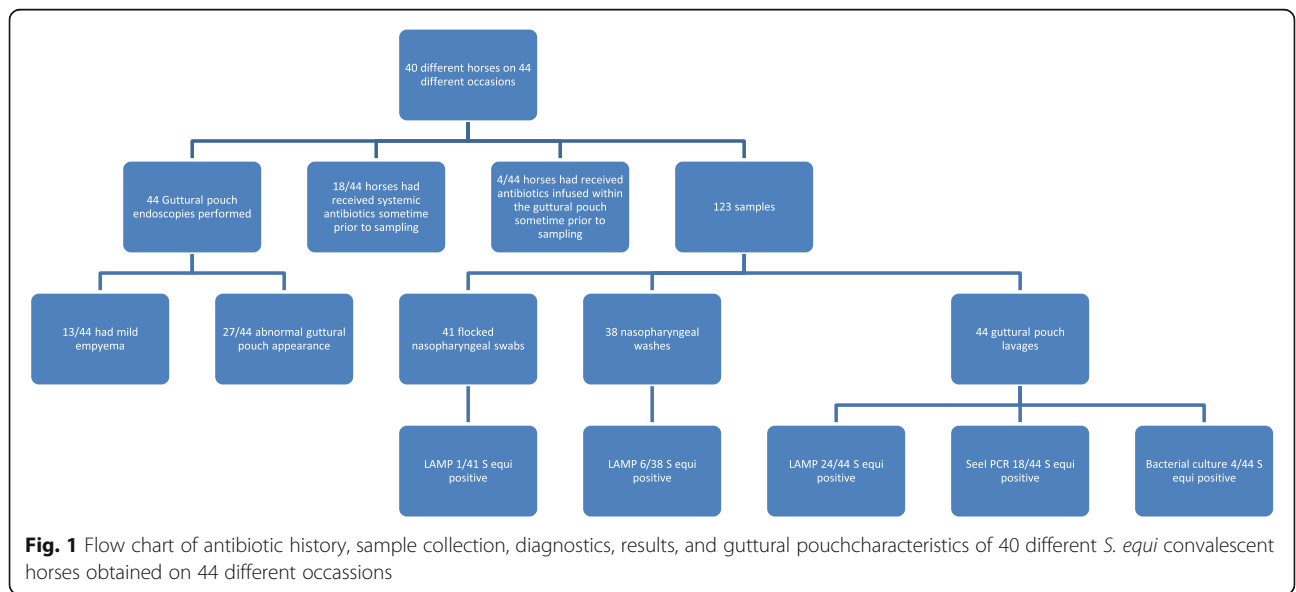 40 different horses on 44
different occasions
44 Guttural pouch
endoscopies performed
18/44 horses had
received systemic
antibiotics sometime
prior to sampling
4/44 horses had received
antibiotics infused within
the guttural pouch
sometime prior to
sampling
123 samples
13/44 had mild
empyema
27/44 abnormal guttural
pouch appearance
41 flocked
nasopharyngeal swabs
38 nasopharyngeal
washes
44 guttural pouch
lavages
LAMP 1/41 S equi
positive
LAMP 6/38 S equi
positive
LAMP 24/44 S equi
positive
SeeI PCR 18/44 S equi
positive
Bacterial culture 4/44 S
equi positive
Fig. 1 Flow chart of antibiotic history, sample collection, diagnostics, results, and guttural pouchcharacteristics of 40 different S. equi convalescent
horses obtained on 44 different occassions